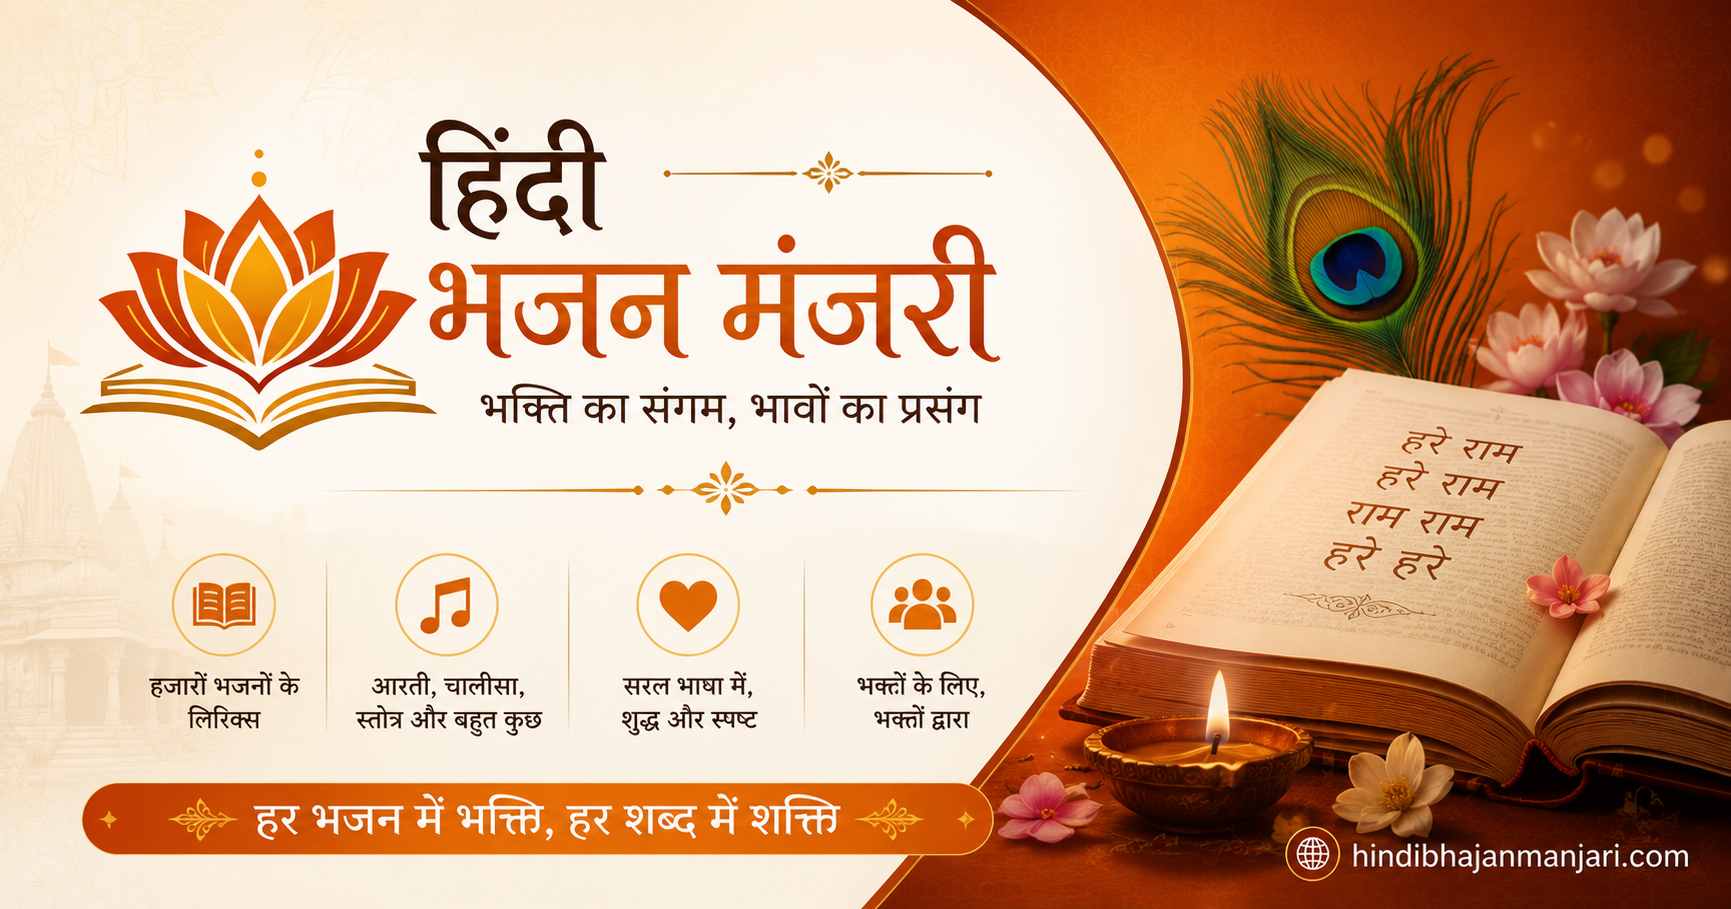 हिंदी
भजन मंजरी
भक्ति का संगम, भावों का प्रसंग
हजारों भजनों के
लिरिक्स
आरती, चालीसा,
स्तोत्र और बहुत कुछ
सरल भाषा में,
शुद्ध और स्पष्ट
भक्तों के लिए,
भक्तों द्वारा
हर भजन में भक्ति, हर शब्द में शक्ति
हरे राम
हरे राम
राम राम
हरे हरे
hindibhajanmanjari.com